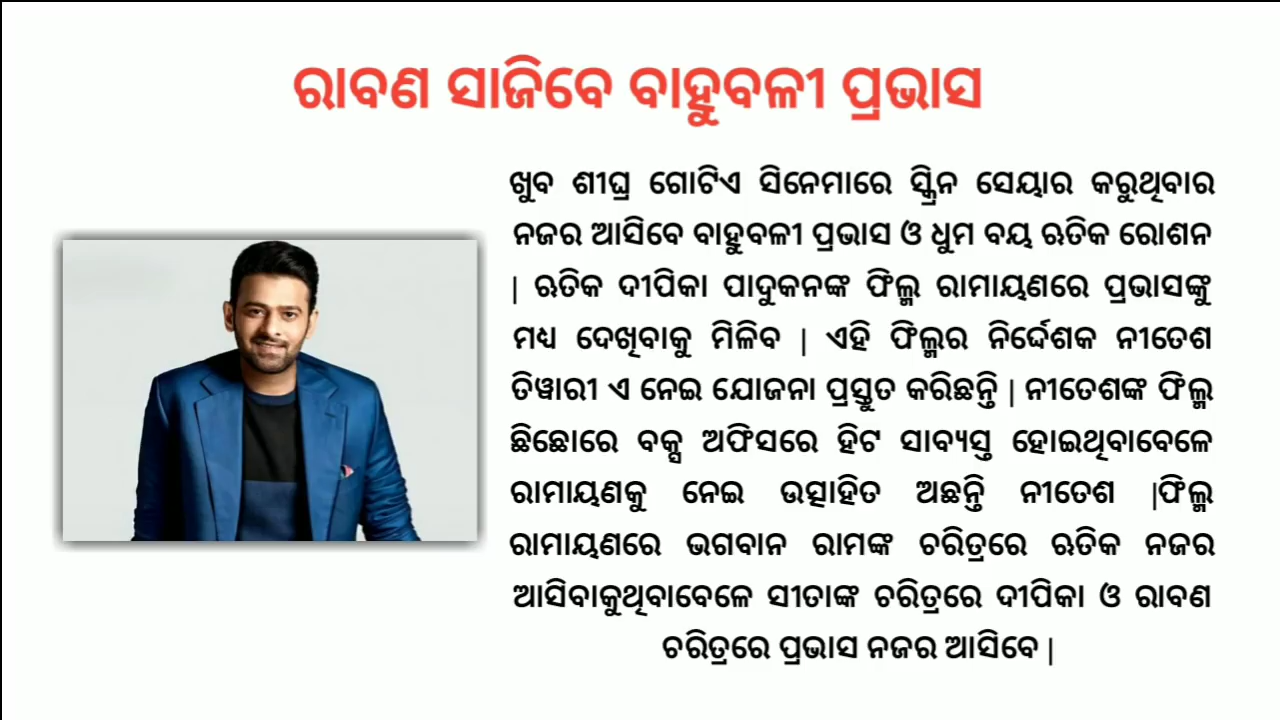 ରାବଣ ସାଜିବେ ବାହୁବଳୀ ପ୍ରଭାସ
ଖୁବ ଶୀଘ୍ର ଗୋଟିଏ ସିନେମାରେ ସ୍କ୍ରିନ ସେୟାର କରୁଥିବାର
ନଜର ଆସିବେ ବାହୁବଳୀ ପ୍ରଭାସ ଓ ଧୁମ ବୟ ଋତିକ ରୋଶନ
| ଋତିକ ଦୀପିକା ପାଦୁକନଙ୍କ ଫିଲ୍ମ ରାମାୟଣରେ ପ୍ରଭାସଙ୍କୁ
ମଧ୍ୟ ଦେଖିବାକୁ ମିଳିବ | ଏହି ଫିଲ୍ମର ନିର୍ଦ୍ଦେଶକ ନୀତେଶ
ତିୱାରୀ ଏ ନେଇ ଯୋଜନା ପ୍ରସ୍ତୁତ କରିଛନ୍ତି | ନୀତେଶଙ୍କ ଫିଲ୍ମ
ଛିଛୋରେ ବକ୍ସ ଅଫିସରେ ହିଟ ସାବ୍ୟସ୍ତ ହୋଇଥିବାବେଳେ
ରାମାୟଣକୁ ନେଇ ଉତ୍ସାହିତ ଅଛନ୍ତି ନୀତେଶ |ଫିଲ୍ମ
ରାମାୟଣରେ ଭଗବାନ ରାମଙ୍କ ଚରିତ୍ରରେ ଋତିକ ନଜର
ଆସିବାକୁଥିବାବେଳେ ସୀତାଙ୍କ ଚରିତ୍ରରେ ଦୀପିକା ଓ ରାବଣ
ଚରିତ୍ରରେ ପ୍ରଭାସ ନଜର ଆସିବେ |